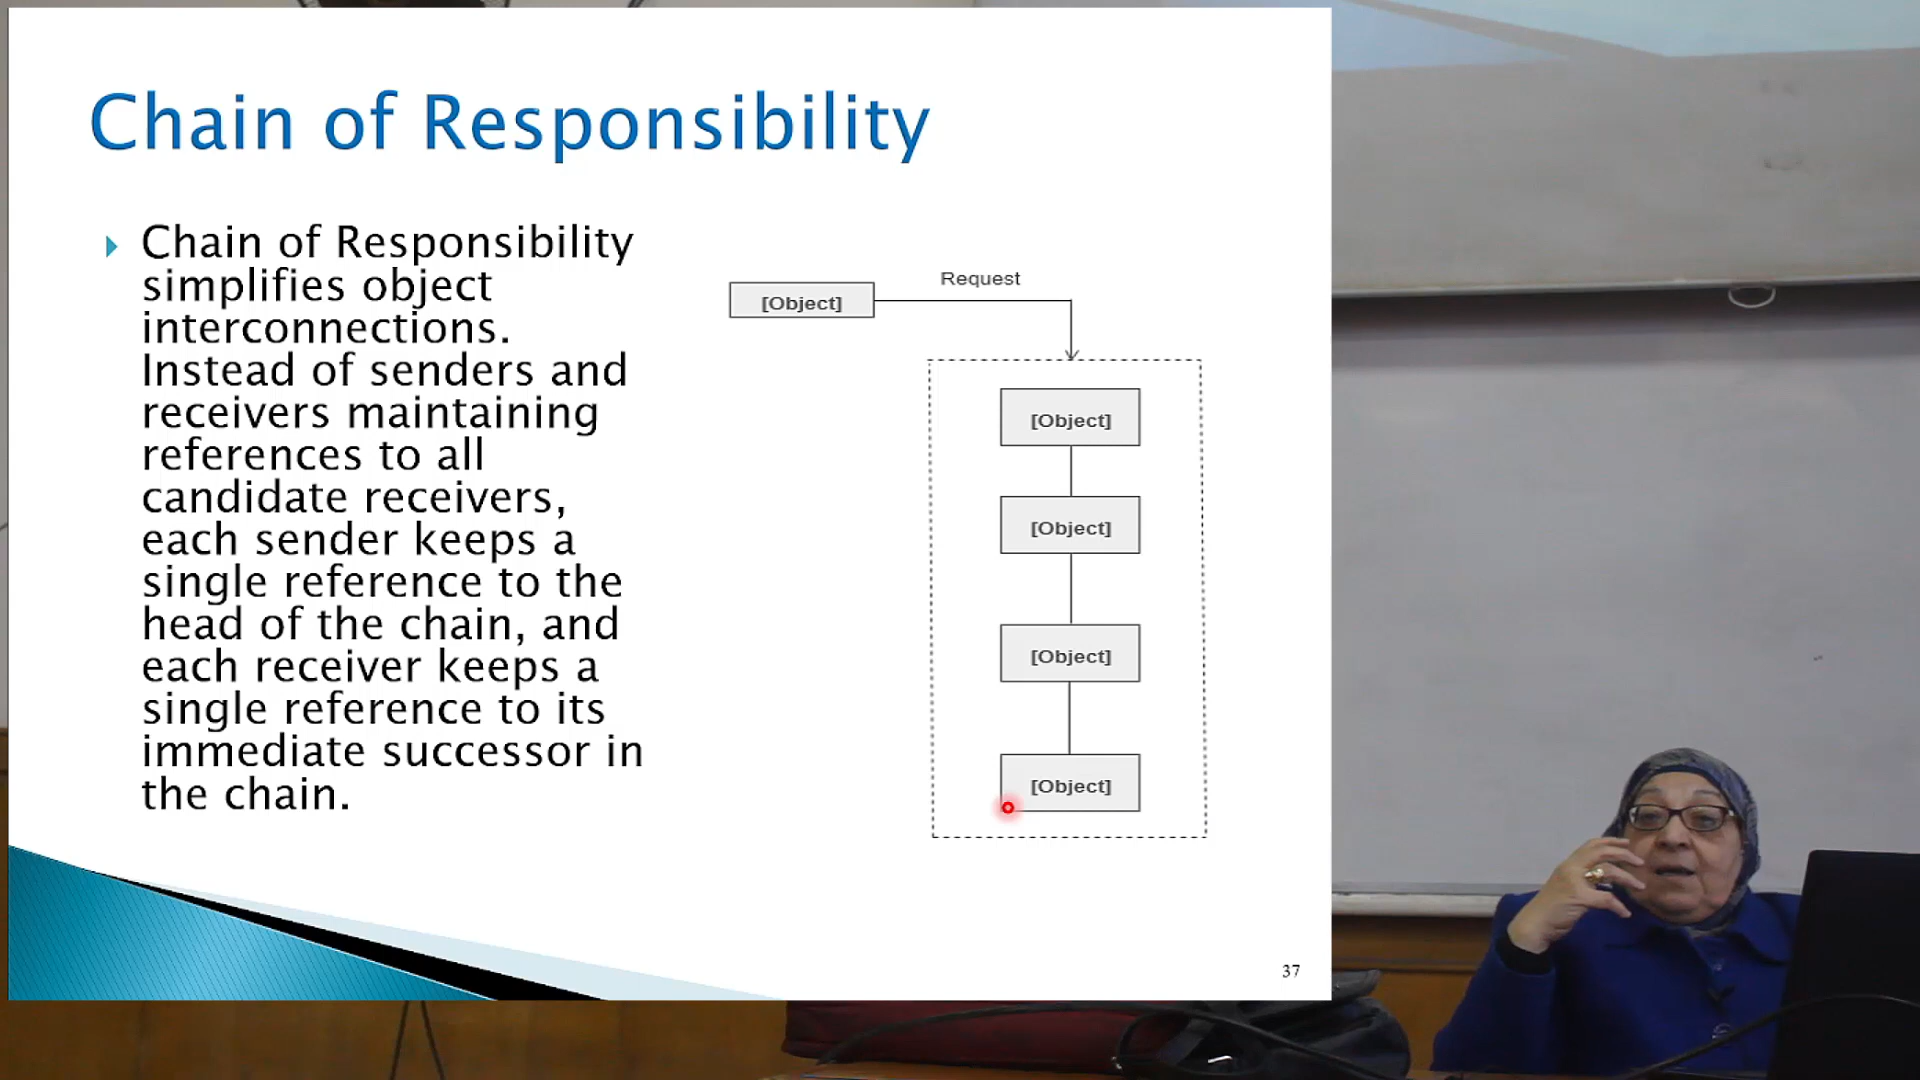 Chain of Responsibility
Chain of Responsibility
simplifies object
interconnections.
Instead of senders and
receivers maintaining
references to all
candidate receivers,
each sender keeps a
single reference to the
head of the chain, and
each receiver keeps a
single reference to its
immediate successor in
the chain.
Request
[Object]
[Object]
[Object]
[Object]
[Object]
37